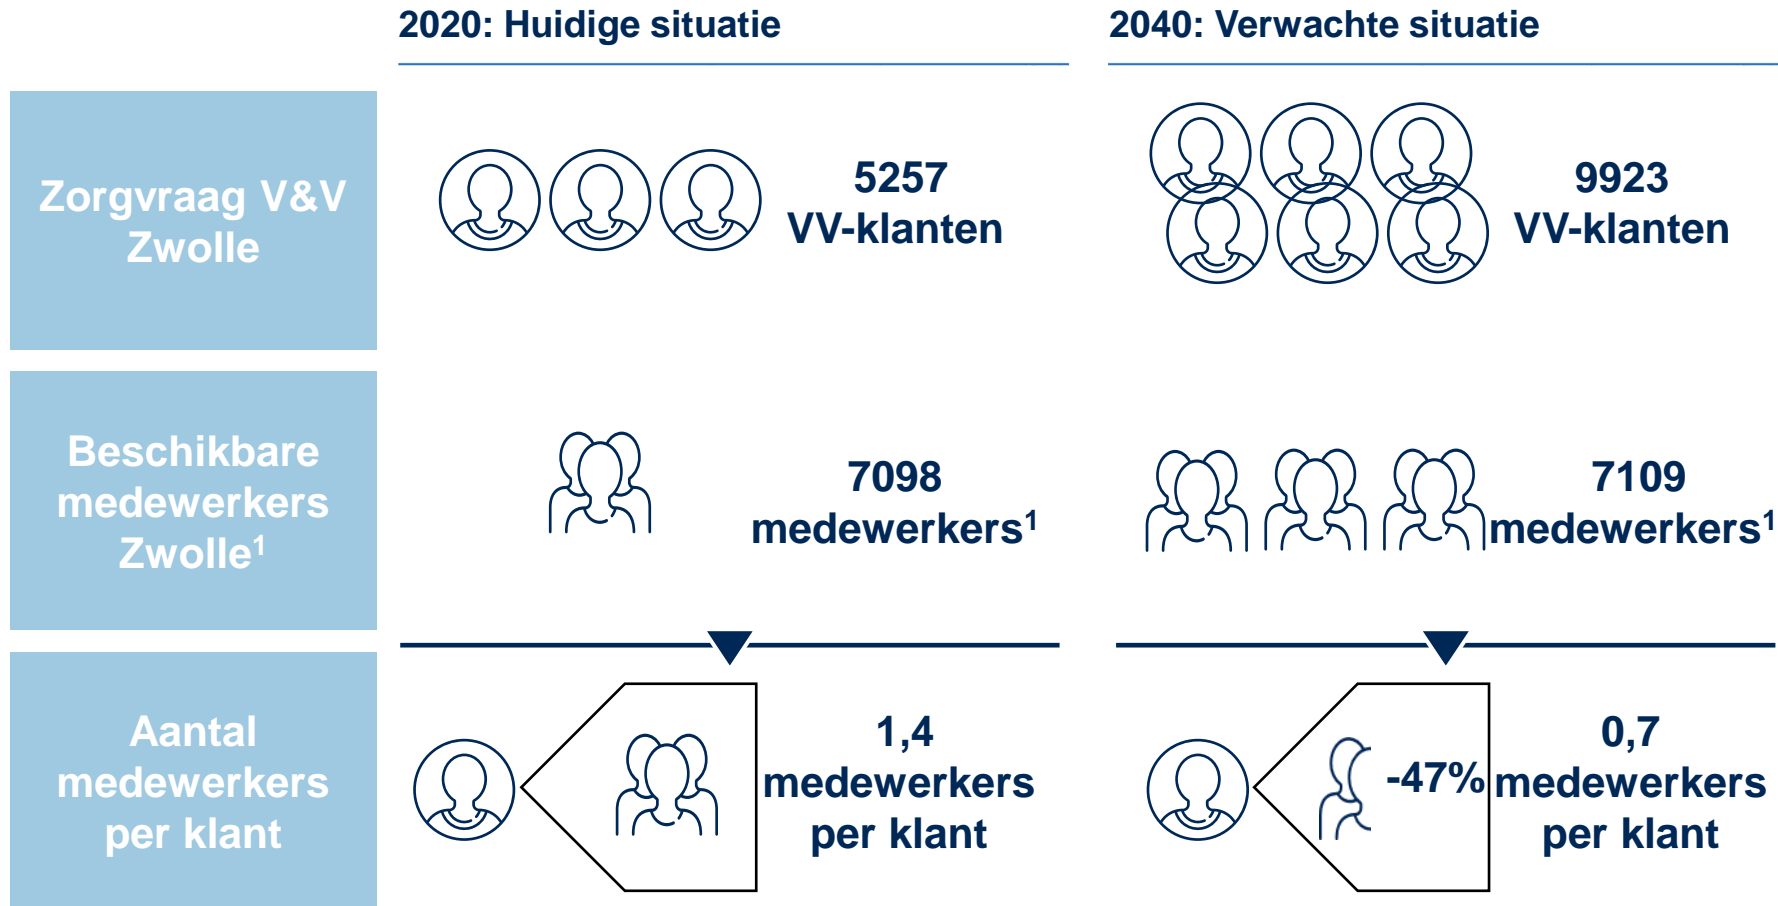 2020: Huidige situatie
2040: Verwachte situatie
Zorgvraag V&V
Zwolle
5257
VV-klanten
9923
VV-klanten
Beschikbare
medewerkers
Zwolle¹
7098
medewerkers¹
7109
medewerkers¹
Aantal
medewerkers
per klant
1,4
medewerkers
per klant
-47%
0,7
medewerkers
per klant